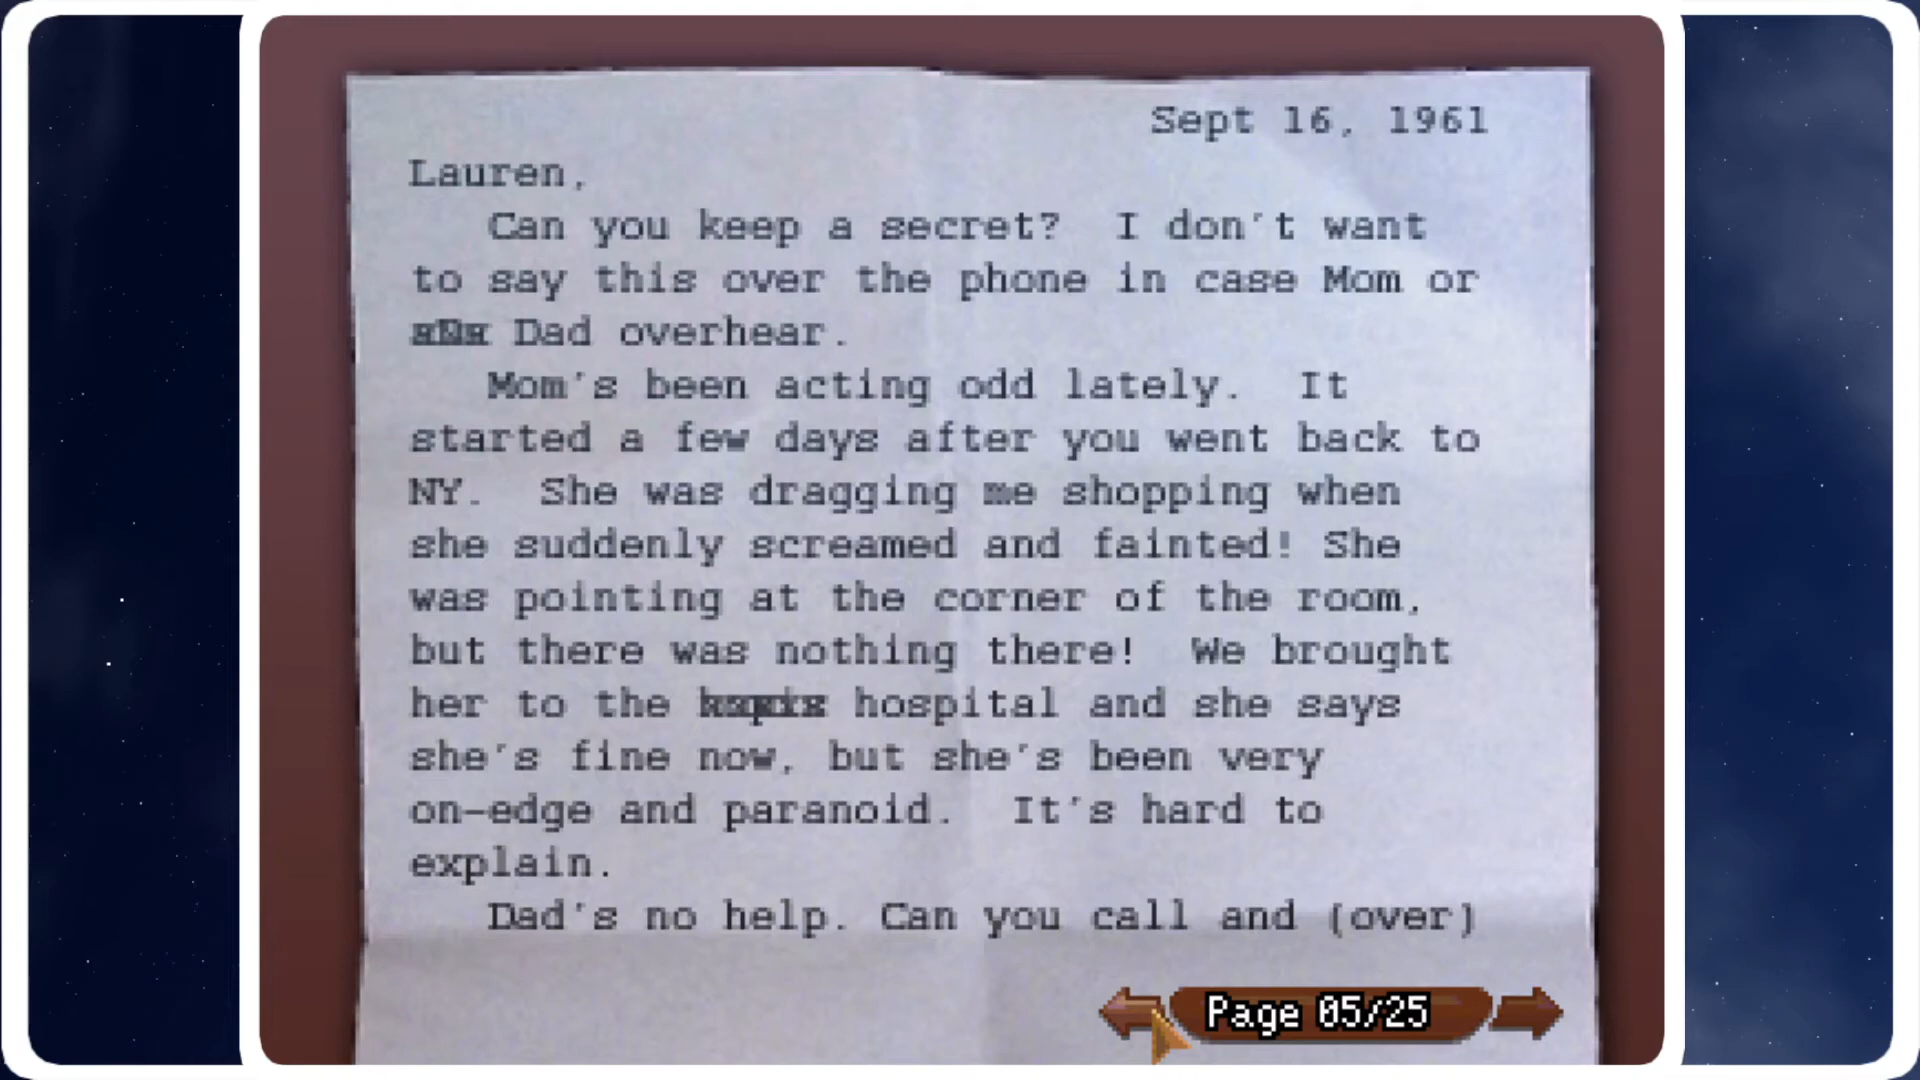 Sept 16, 1961
Lauren,
Can you keep a secret? I don't want
to say this over the phone in case Mom or
Dad overhear.
Mom's been acting odd lately. It
started a few days after you went back to
NY. She was dragging me shopping when
she suddenly screamed and fainted! She
was pointing at the corner of the room,
but there was nothing there! We brought
her to the hospital and she says
she's fine now, but she's been very
on-edge and paranoid. It's hard to
explain.
Dad's no help. Can you call and (over)
Page 05/25